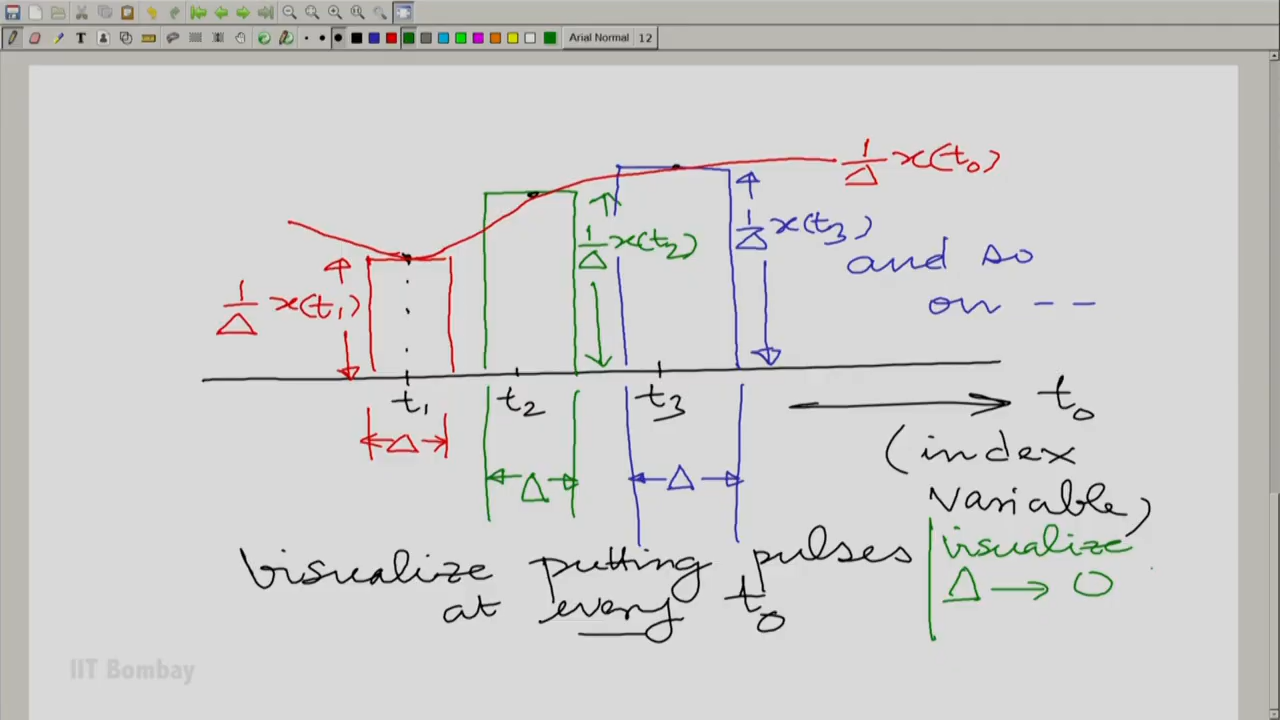 Arial Normal 12
1/Δ x(t₀)
1/Δ x(t₁)
1/Δ x(t₂)
1/Δ x(t₃)
and so
on --
t₁ t₂ t₃ t₀
Δ Δ Δ
(index
variable)
visualize putting pulses
at every t₀
visualize
Δ → 0
IIT Bombay